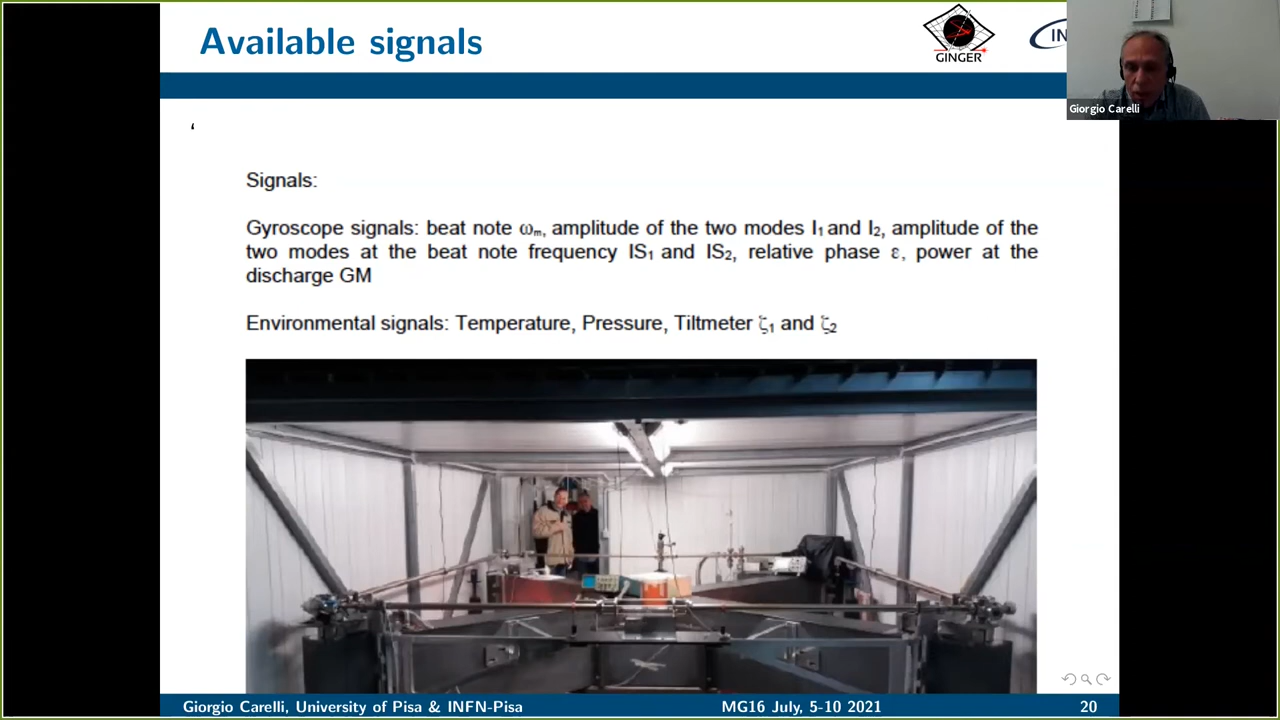 Available signals
GINGER
IN
Giorgio Carelli
‘
Signals:
Gyroscope signals: beat note ωₘ, amplitude of the two modes I₁ and I₂, amplitude of the
two modes at the beat note frequency IS₁ and IS₂, relative phase ε, power at the
discharge GM
Environmental signals: Temperature, Pressure, Tiltmeter ζ₁ and ζ₂
Giorgio Carelli, University of Pisa & INFN-Pisa MG16 July, 5-10 2021 20